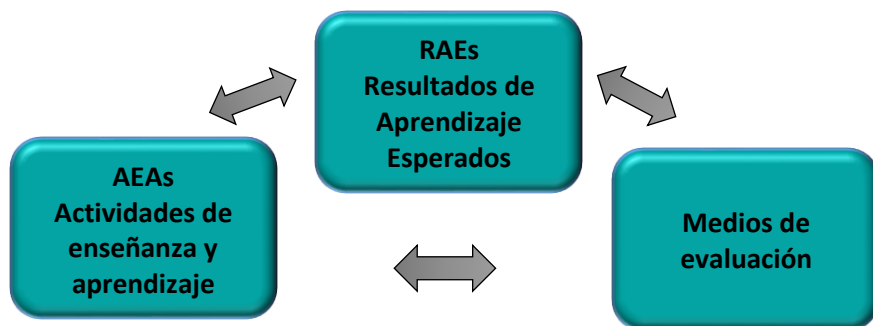 RAEs
Resultados de
Aprendizaje
Esperados
AEAs
Actividades de
enseñanza y
aprendizaje
Medios de
evaluación